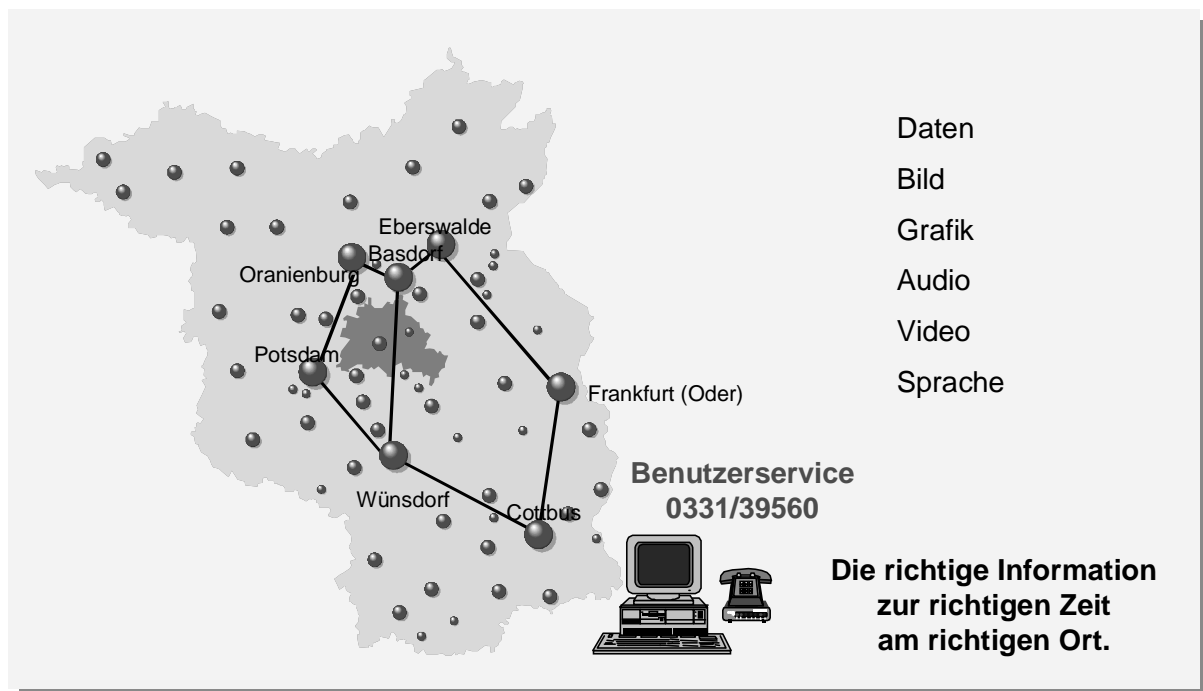 Eberswalde
Basdorf
Oranienburg
Potsdam
Frankfurt (Oder)
Wünsdorf
Cottbus
Daten
Bild
Grafik
Audio
Video
Sprache
Benutzerservice
0331/39560
Die richtige Information
zur richtigen Zeit
am richtigen Ort.